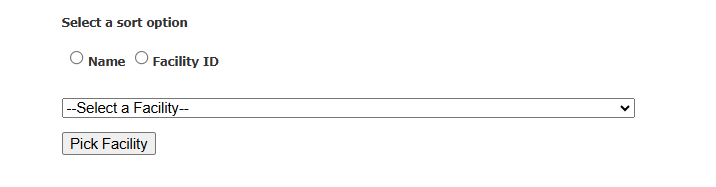 Select a sort option
Name Facility ID
--Select a Facility--
Pick Facility